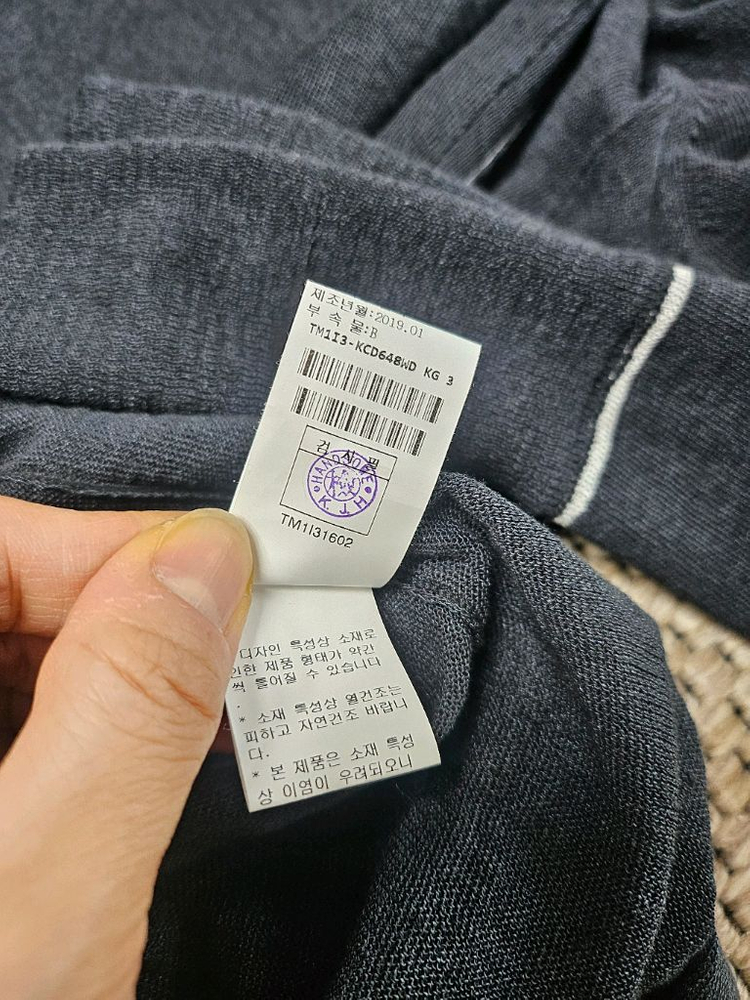 제조년월:2019.01
부 속 물:B
TM1I3-KCD648WD KG 3
검 사 필
HANDSOME
K. J. H
TM1I31602
디자인 특성상 소재로
인한 제품 형태가 약간
씩 틀어질 수 있습니다
.
* 소재 특성상 열건조는
피하고 자연건조 바랍니
다.
* 본 제품은 소재 특성
상 이염이 우려되오니